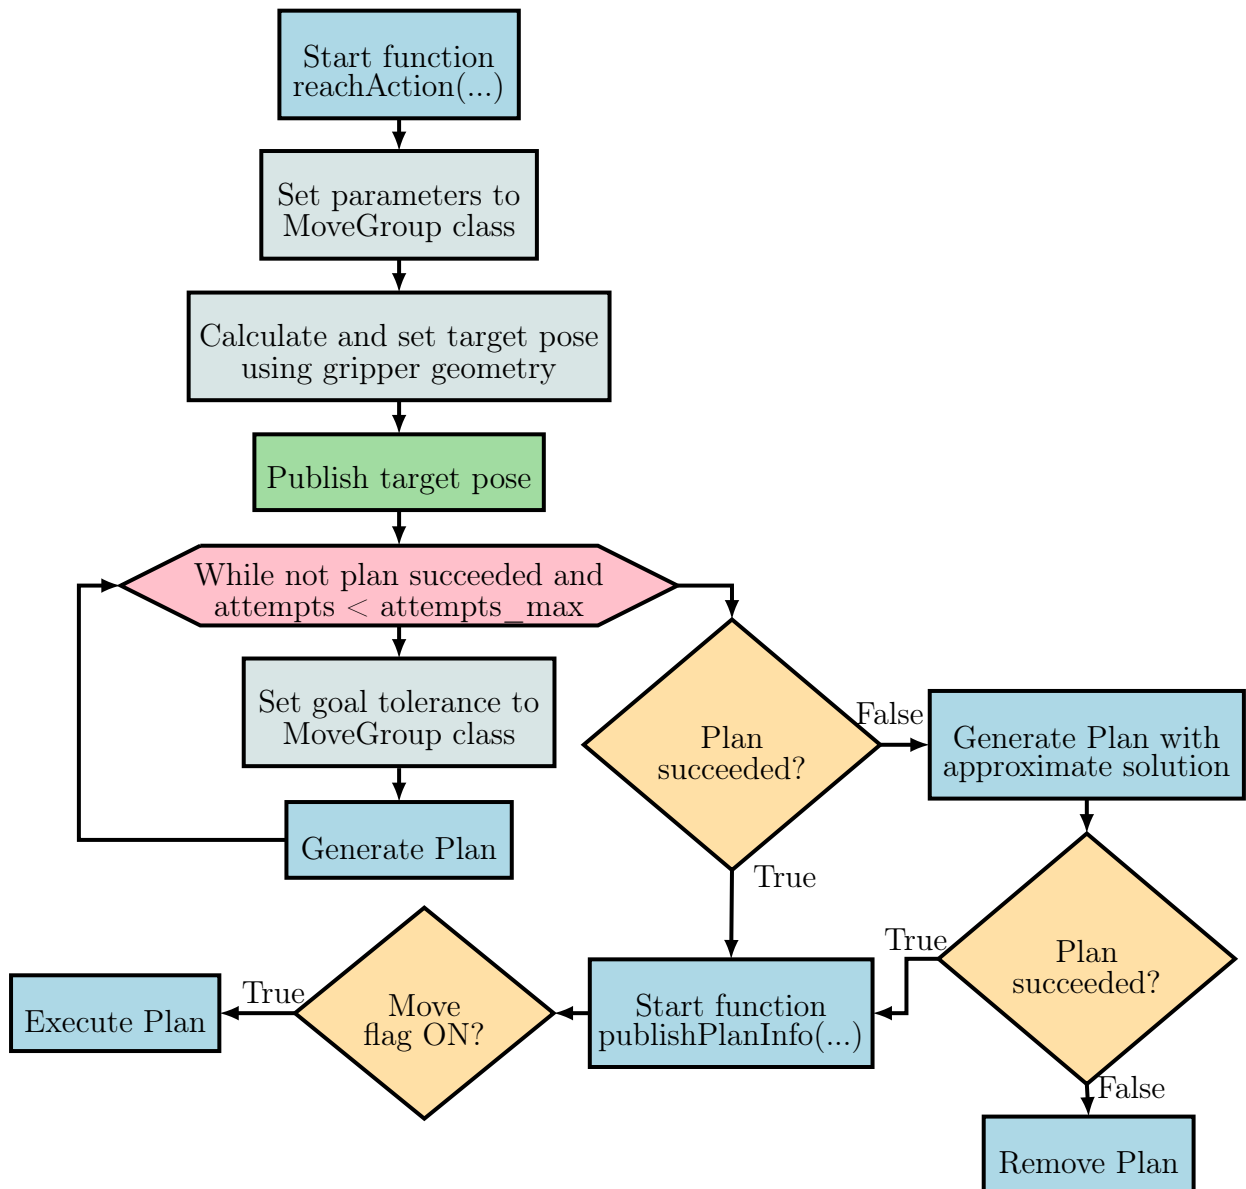 Start function
reachAction(...)
Set parameters to
MoveGroup class
Calculate and set target pose
using gripper geometry
Publish target pose
While not plan succeeded and
attempts < attempts_max
Set goal tolerance to
MoveGroup class
Generate Plan
Plan
succeeded?
False
Generate Plan with
approximate solution
True
Plan
succeeded?
True
False
Remove Plan
Start function
publishPlanInfo(...)
Move
flag ON?
True
Execute Plan